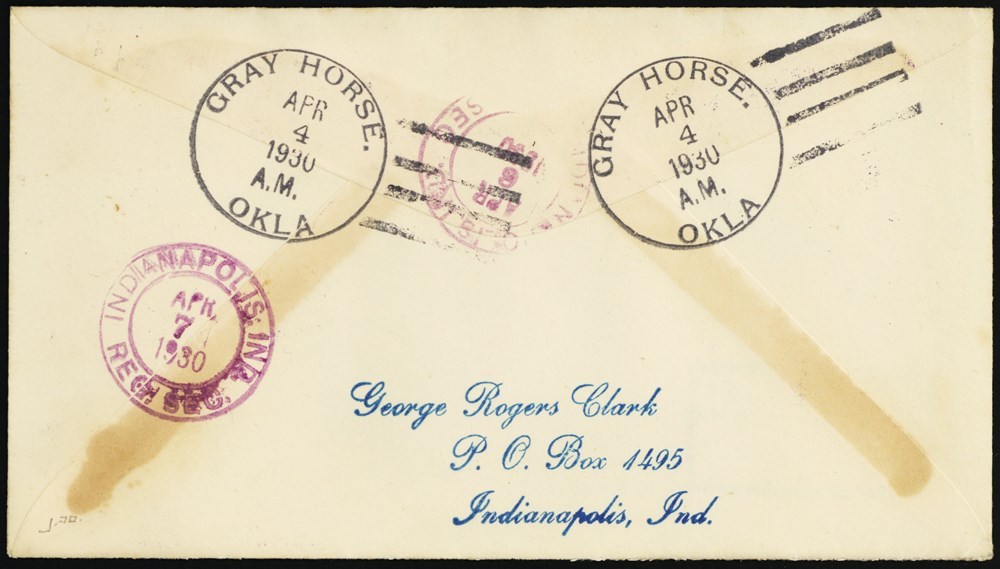 GRAY HORSE.
APR
4
1930
A.M.
OKLA
GRAY HORSE.
APR
4
1930
A.M.
OKLA
INDIANAPOLIS, IND.
APR
7
1930
REG. SEC.
George Rogers Clark
P. O. Box 1495
Indianapolis, Ind.